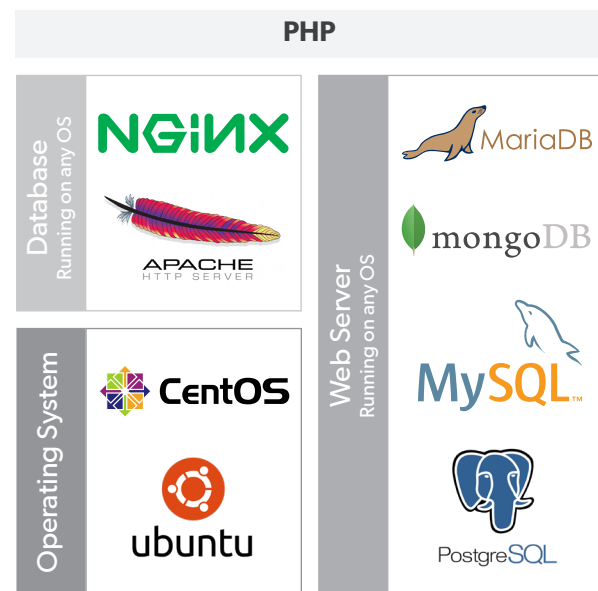 PHP
Database
Running on any OS
NGiNX
APACHE
HTTP SERVER
Operating System
CentOS
ubuntu
Web Server
Running on any OS
MariaDB
mongoDB
MySQL™
PostgreSQL